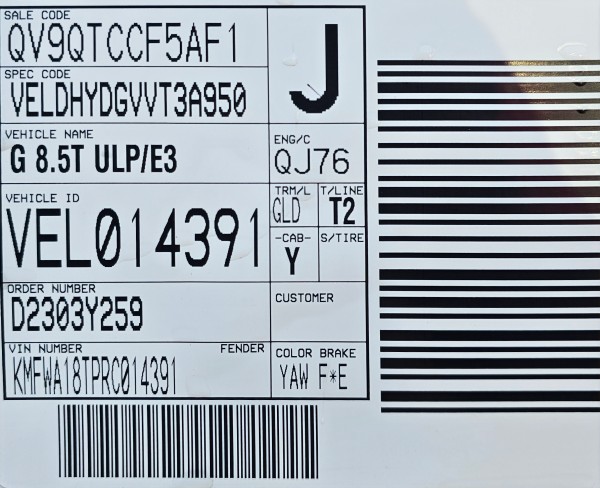 SALE CODE
QV9QTCCF5AF1
J
SPEC CODE
VELDHYDGVVT3A950
VEHICLE NAME
G 8.5T ULP/E3
ENG/C
QJ76
VEHICLE ID
VEL014391
TRM/L
GLD
T/LINE
T2
-CAB-
Y
S/TIRE
ORDER NUMBER
D2303Y259
CUSTOMER
VIN NUMBER
FENDER
KMFWA18TPRC014391
COLOR BRAKE
YAW F*E